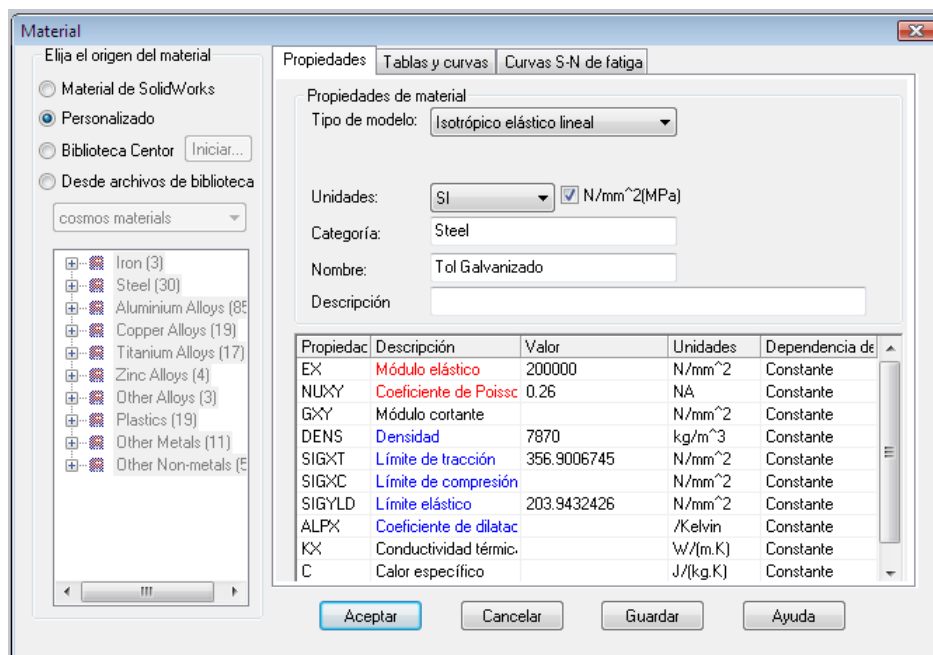 Material
Elija el origen del material
Material de SolidWorks
Personalizado
Biblioteca Centor Iniciar...
Desde archivos de biblioteca
cosmos materials
Iron (3)
Steel (30)
Aluminium Alloys (85
Copper Alloys (19)
Titanium Alloys (17)
Zinc Alloys (4)
Other Alloys (3)
Plastics (19)
Other Metals (11)
Other Non-metals (5
Propiedades Tablas y curvas Curvas S-N de fatiga
Propiedades de material
Tipo de modelo: Isotrópico elástico lineal
Unidades: SI N/mm^2(MPa)
Categoría: Steel
Nombre: Tol Galvanizado
Descripción
Propiedac Descripción Valor Unidades Dependencia de
EX Módulo elástico 200000 N/mm^2 Constante
NUXY Coeficiente de Poissc 0.26 NA Constante
GXY Módulo cortante N/mm^2 Constante
DENS Densidad 7870 kg/m^3 Constante
SIGXT Límite de tracción 356.9006745 N/mm^2 Constante
SIGXC Límite de compresión N/mm^2 Constante
SIGYLD Límite elástico 203.9432426 N/mm^2 Constante
ALPX Coeficiente de dilatac /Kelvin Constante
KX Conductividad térmic. W/(m.K) Constante
C Calor específico J/(kg.K) Constante
Aceptar Cancelar Guardar Ayuda